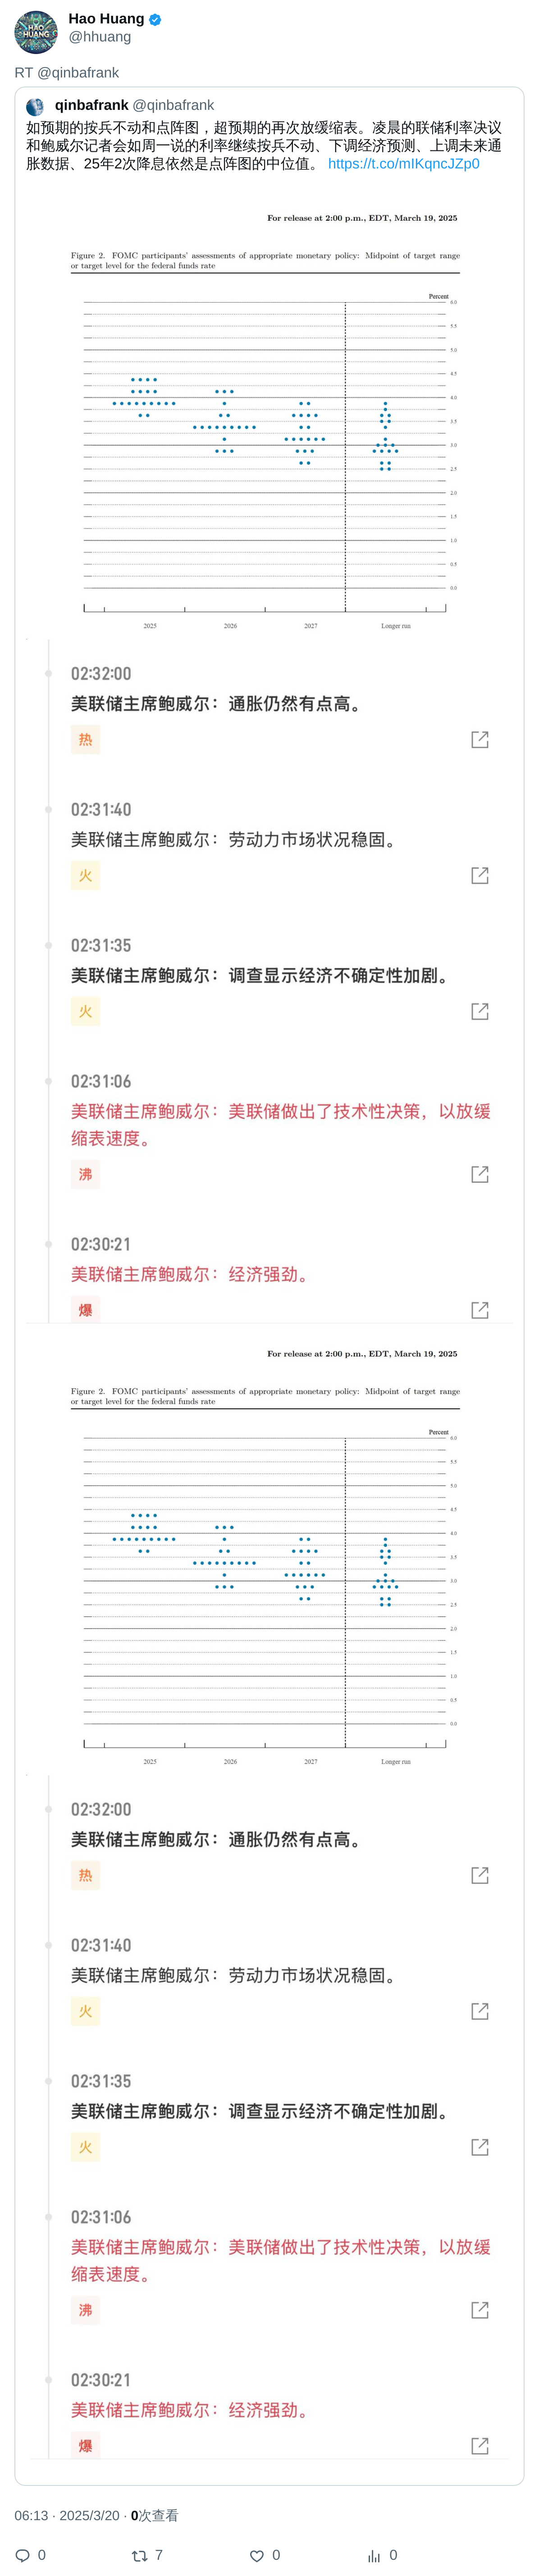 Hao Huang
@hhuang
RT @qinbafrank
qinbafrank @qinbafrank
如预期的按兵不动和点阵图，超预期的再次放缓缩表。凌晨的联储利率决议
和鲍威尔记者会如周一说的利率继续按兵不动、下调经济预测、上调未来通
胀数据、25年2次降息依然是点阵图的中位值。 https://t.co/mIKqncJZp0
For release at 2:00 p.m., EDT, March 19, 2025
Figure 2. FOMC participants' assessments of appropriate monetary policy: Midpoint of target range
or target level for the federal funds rate
Percent
6.0
5.5
5.0
4.5
4.0
3.5
3.0
2.5
2.0
1.5
1.0
0.5
0.0
2025 2026 2027 Longer run
02:32:00
美联储主席鲍威尔：通胀仍然有点高。
热
02:31:40
美联储主席鲍威尔：劳动力市场状况稳固。
火
02:31:35
美联储主席鲍威尔：调查显示经济不确定性加剧。
火
02:31:06
美联储主席鲍威尔：美联储做出了技术性决策，以放缓
缩表速度。
沸
02:30:21
美联储主席鲍威尔：经济强劲。
爆
For release at 2:00 p.m., EDT, March 19, 2025
Figure 2. FOMC participants' assessments of appropriate monetary policy: Midpoint of target range
or target level for the federal funds rate
Percent
6.0
5.5
5.0
4.5
4.0
3.5
3.0
2.5
2.0
1.5
1.0
0.5
0.0
2025 2026 2027 Longer run
02:32:00
美联储主席鲍威尔：通胀仍然有点高。
热
02:31:40
美联储主席鲍威尔：劳动力市场状况稳固。
火
02:31:35
美联储主席鲍威尔：调查显示经济不确定性加剧。
火
02:31:06
美联储主席鲍威尔：美联储做出了技术性决策，以放缓
缩表速度。
沸
02:30:21
美联储主席鲍威尔：经济强劲。
爆
06:13 · 2025/3/20 · 0次查看
0 7 0 0